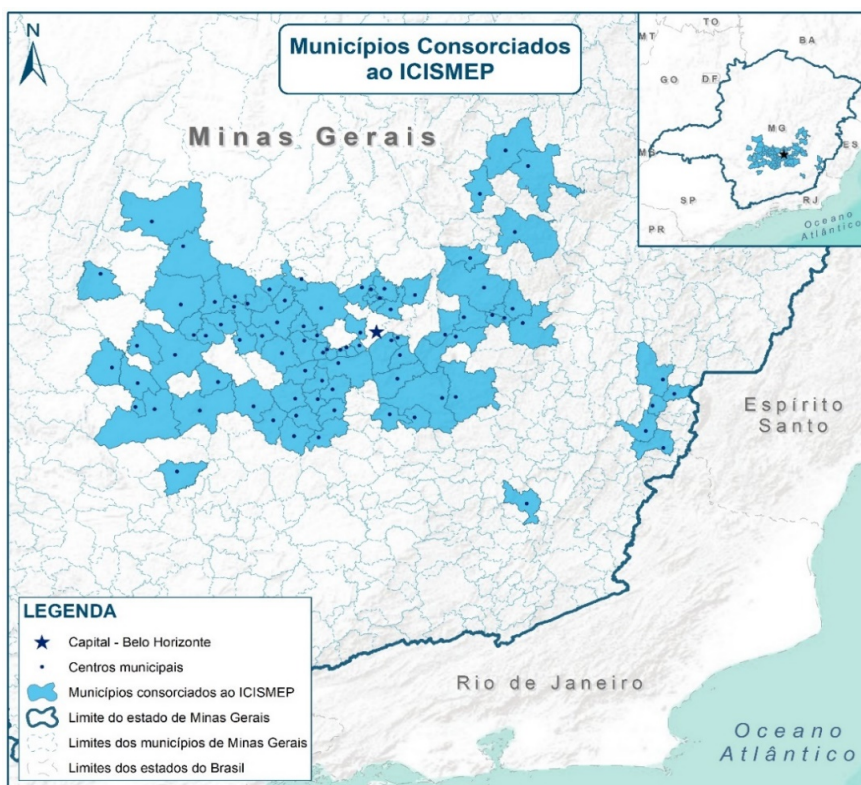 N
Municípios Consorciados
ao ICISMEP
Minas Gerais
TO
MT
BA
GO
DF
MG
MS
ES
SP
RJ
PR
Oceano
Atlântico
Espírito
Santo
Rio de Janeiro
Oceano
Atlântico
LEGENDA
Capital - Belo Horizonte
Centros municipais
Municípios consorciados ao ICISMEP
Limite do estado de Minas Gerais
Limites dos municípios de Minas Gerais
Limites dos estados do Brasil